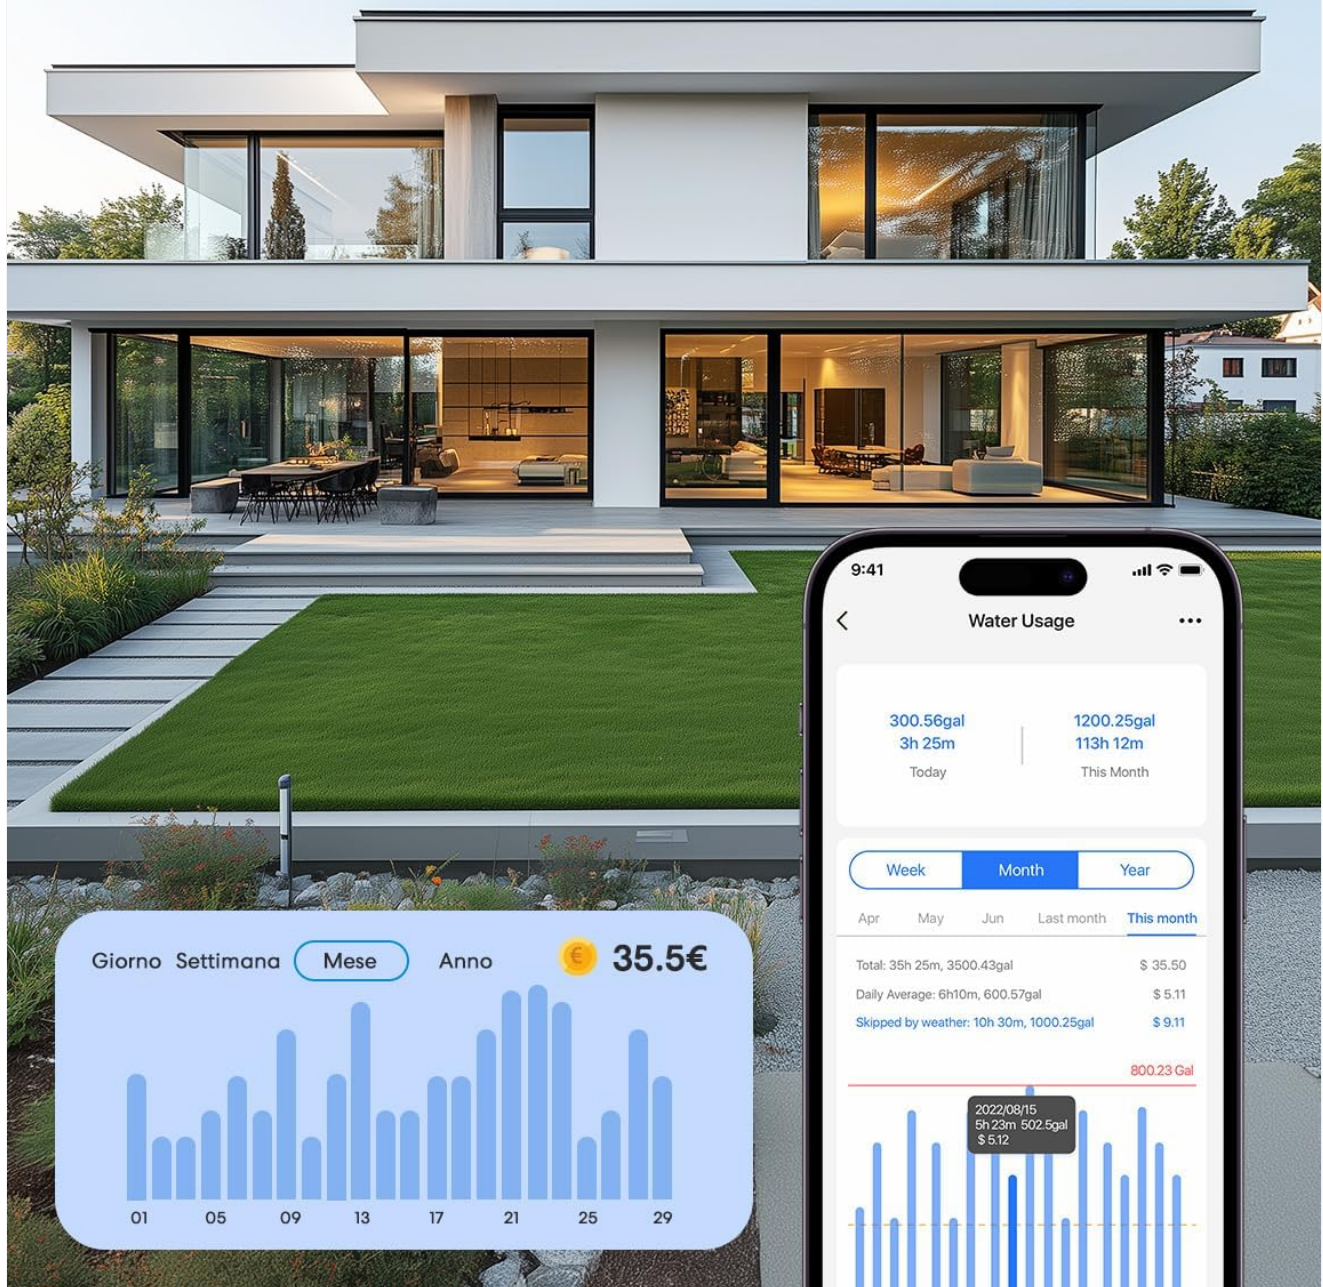 9:41
Water Usage
300.56gal
3h 25m
Today
1200.25gal
113h 12m
This Month
Week Month Year
Apr May Jun Last month This month
Total: 35h 25m, 3500.43gal $ 35.50
Daily Average: 6h10m, 600.57gal $ 5.11
Skipped by weather: 10h 30m, 1000.25gal $ 9.11
800.23 Gal
2022/08/15
5h 23m 502.5gal
$ 5.12
Giorno Settimana Mese Anno € 35.5€
01 05 09 13 17 21 25 29